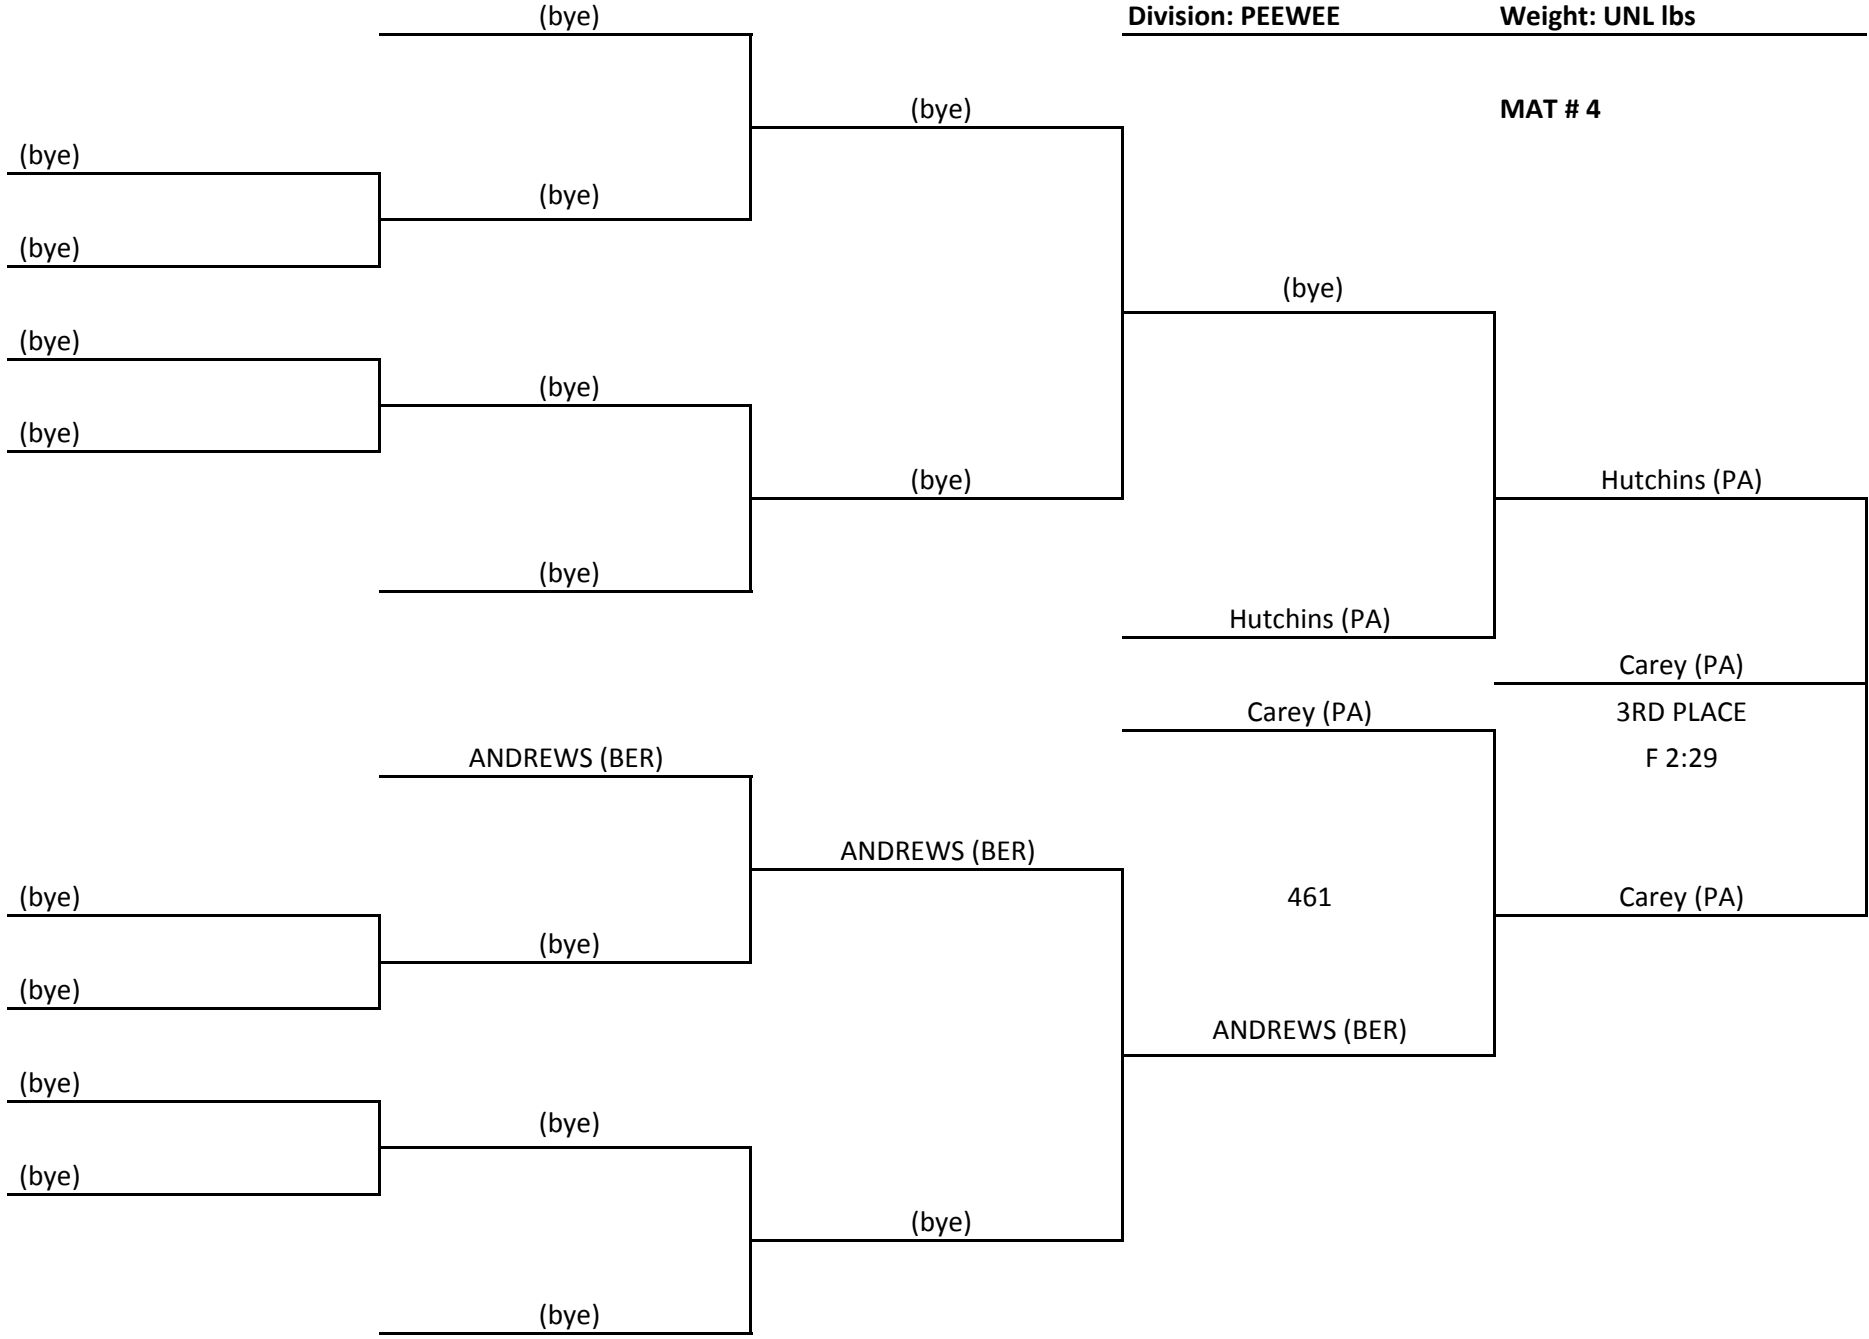 (bye)
Division: PEEWEE Weight: UNL lbs
(bye)
MAT # 4
(bye)
(bye)
(bye)
(bye)
(bye)
(bye)
(bye)
(bye)
Hutchins (PA)
(bye)
Hutchins (PA)
Carey (PA)
Carey (PA)
3RD PLACE
ANDREWS (BER)
F 2:29
ANDREWS (BER)
(bye)
461
Carey (PA)
(bye)
(bye)
ANDREWS (BER)
(bye)
(bye)
(bye)
(bye)
(bye)